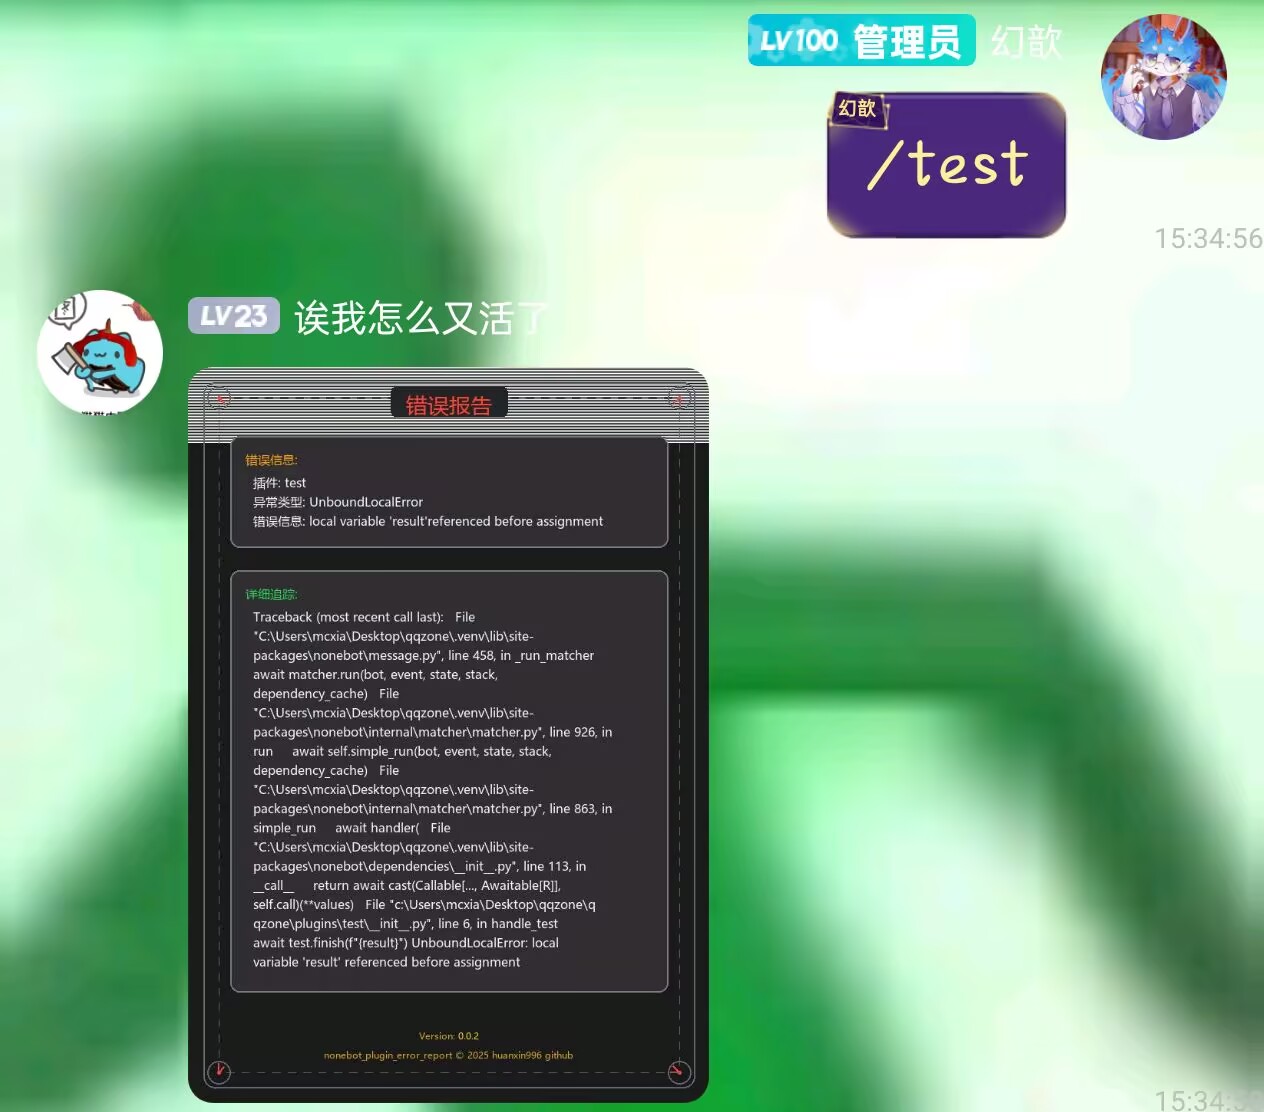 LV100 管理员 幻歆
幻歆
/test
15:34:56
LV23 诶我怎么又活了
错误报告
错误信息:
插件: test
异常类型: UnboundLocalError
错误信息: local variable 'result'referenced before assignment
详细追踪:
Traceback (most recent call last): File
"C:\Users\mcxia\Desktop\qqzone\.venv\lib\site-
packages\nonebot\message.py", line 458, in _run_matcher
await matcher.run(bot, event, state, stack,
dependency_cache) File
"C:\Users\mcxia\Desktop\qqzone\.venv\lib\site-
packages\nonebot\internal\matcher\matcher.py", line 926, in
run await self.simple_run(bot, event, state, stack,
dependency_cache) File
"C:\Users\mcxia\Desktop\qqzone\.venv\lib\site-
packages\nonebot\internal\matcher\matcher.py", line 863, in
simple_run await handler( File
"C:\Users\mcxia\Desktop\qqzone\.venv\lib\site-
packages\nonebot\dependencies\__init__.py", line 113, in
__call__ return await cast(Callable[..., Awaitable[R]],
self.call)(**values) File "c:\Users\mcxia\Desktop\qqzone\q
qzone\plugins\test\__init__.py", line 6, in handle_test
await test.finish(f"{result}") UnboundLocalError: local
variable 'result' referenced before assignment
Version: 0.0.2
nonebot_plugin_error_report © 2025 huanxin996 github